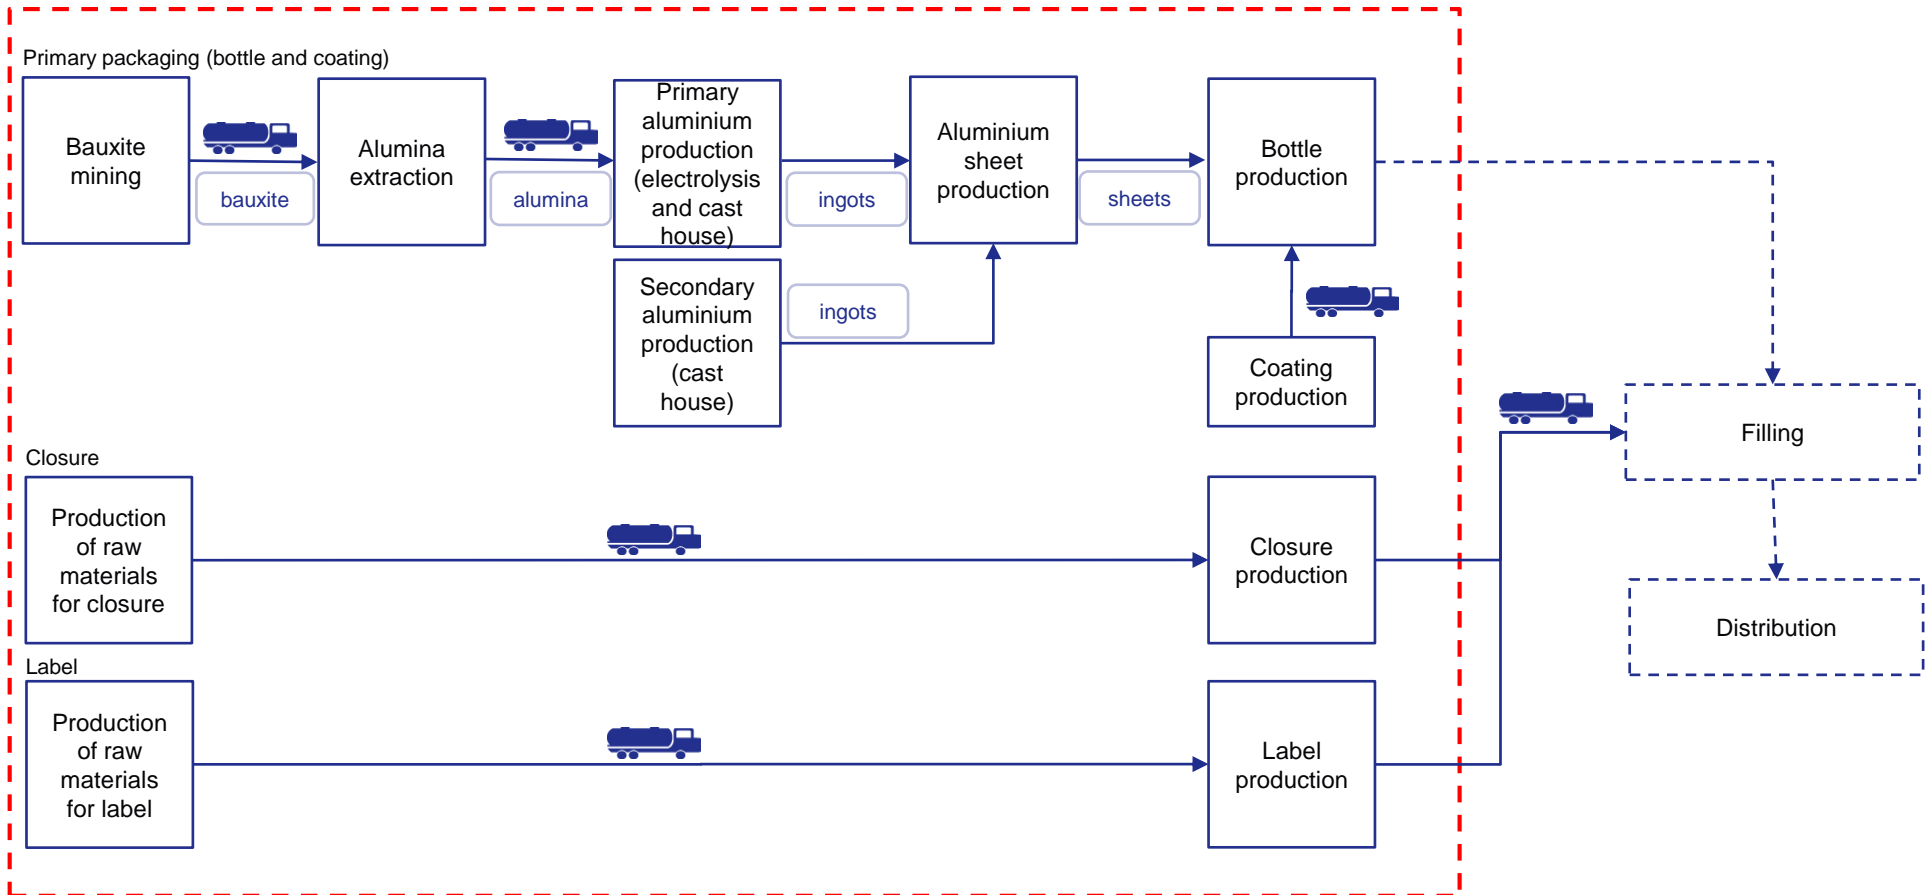 Primary packaging (bottle and coating)
Bauxite
mining
bauxite
Alumina
extraction
alumina
Primary
aluminium
production
(electrolysis
and cast
house)
ingots
Aluminium
sheet
production
sheets
Bottle
production
Secondary
aluminium
production
(cast
house)
ingots
Coating
production
Filling
Closure
Production
of raw
materials
for closure
Closure
production
Distribution
Label
Production
of raw
materials
for label
Label
production